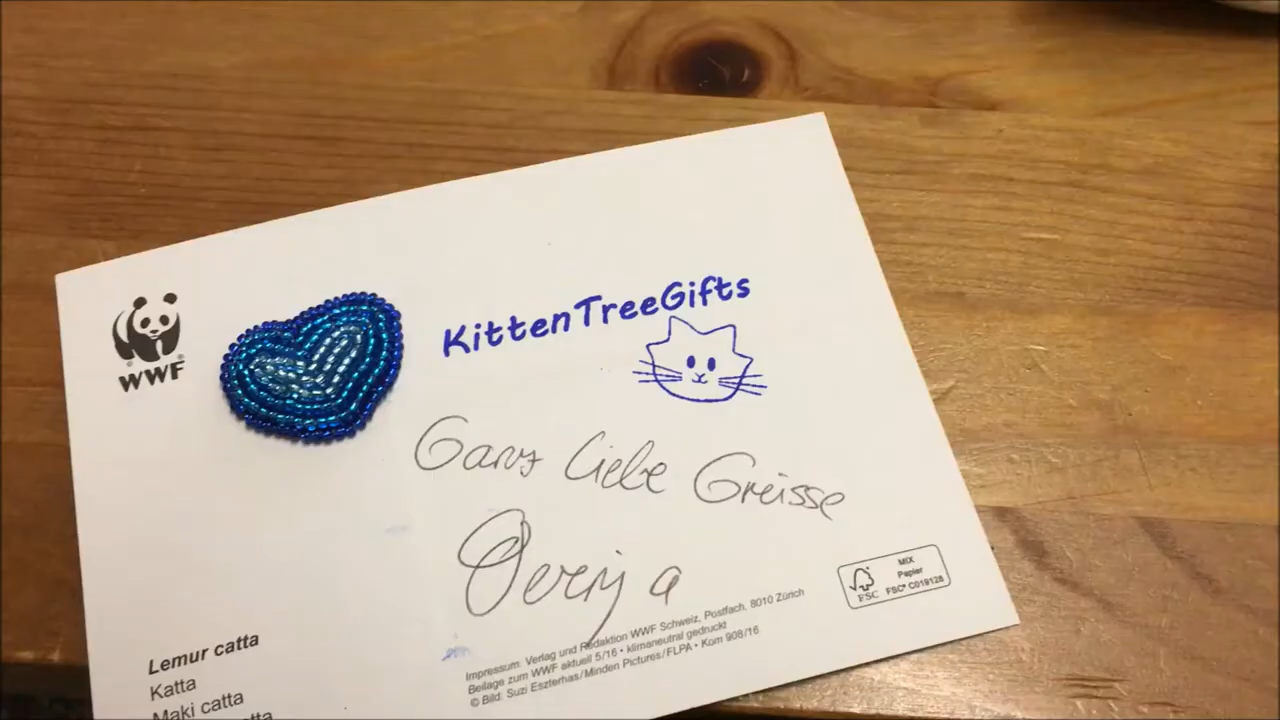 WWF
KittenTreeGifts
Ganz liebe Grüsse
Lemur catta
Katta
Maki catta
Impressum: Verlag und Redaktion WWF Schweiz, Postfach, 8010 Zürich
Beilage zum WWF aktuell 5/16 • klimaneutral gedruckt
© Bild: Suzi Eszterhas/Minden Pictures/FLPA • Kom 908/16
FSC
MIX
Papier
FSC® C019128